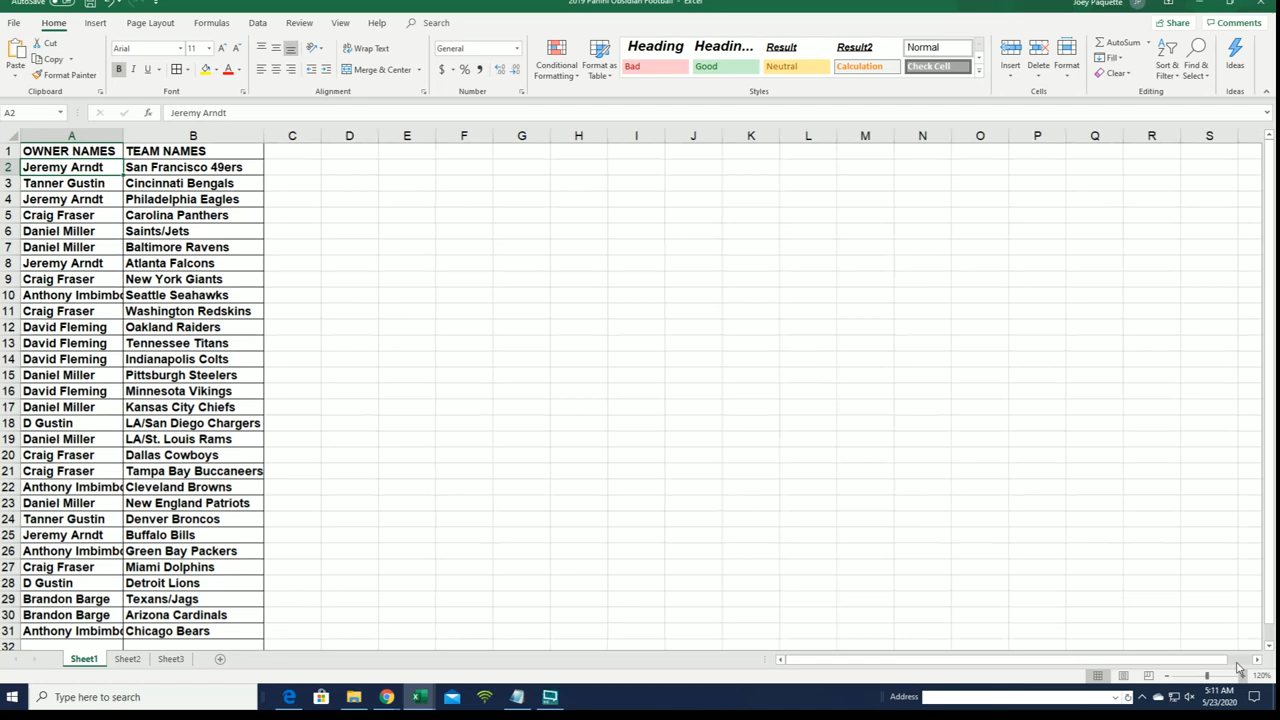 AutoSave Off 2019 Panini Obsidian Football - Excel Joey Paquette JP
File Home Insert Page Layout Formulas Data Review View Help Search Share Comments
Paste Cut Copy Format Painter Clipboard
Arial 11 B I U Font
Wrap Text Merge & Center Alignment
General $ % Number
Conditional Formatting Format as Table
Heading Headin... Result Result2 Normal
Bad Good Neutral Calculation Check Cell
Styles
Insert Delete Format Cells
AutoSum Fill Clear Sort & Filter Find & Select Editing
Ideas Ideas
A2 fx Jeremy Arndt
A B C D E F G H I J K L M N O P Q R S
1 OWNER NAMES TEAM NAMES
2 Jeremy Arndt San Francisco 49ers
3 Tanner Gustin Cincinnati Bengals
4 Jeremy Arndt Philadelphia Eagles
5 Craig Fraser Carolina Panthers
6 Daniel Miller Saints/Jets
7 Daniel Miller Baltimore Ravens
8 Jeremy Arndt Atlanta Falcons
9 Craig Fraser New York Giants
10 Anthony Imbimbo Seattle Seahawks
11 Craig Fraser Washington Redskins
12 David Fleming Oakland Raiders
13 David Fleming Tennessee Titans
14 David Fleming Indianapolis Colts
15 Daniel Miller Pittsburgh Steelers
16 David Fleming Minnesota Vikings
17 Daniel Miller Kansas City Chiefs
18 D Gustin LA/San Diego Chargers
19 Daniel Miller LA/St. Louis Rams
20 Craig Fraser Dallas Cowboys
21 Craig Fraser Tampa Bay Buccaneers
22 Anthony Imbimbo Cleveland Browns
23 Daniel Miller New England Patriots
24 Tanner Gustin Denver Broncos
25 Jeremy Arndt Buffalo Bills
26 Anthony Imbimbo Green Bay Packers
27 Craig Fraser Miami Dolphins
28 D Gustin Detroit Lions
29 Brandon Barge Texans/Jags
30 Brandon Barge Arizona Cardinals
31 Anthony Imbimbo Chicago Bears
32
Sheet1 Sheet2 Sheet3
120%
Type here to search Address 5:11 AM
5/23/2020